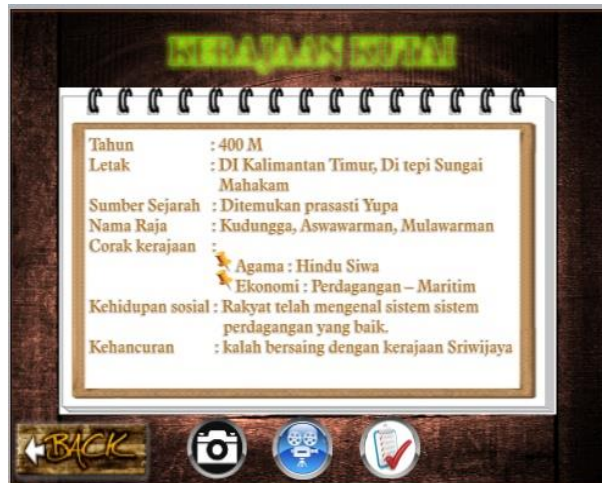 KERAJAAN KUTAI
Tahun : 400 M
Letak : DI Kalimantan Timur, Di tepi Sungai
Mahakam
Sumber Sejarah : Ditemukan prasasti Yupa
Nama Raja : Kudungga, Aswawarman, Mulawarman
Corak kerajaan :
Agama : Hindu Siwa
Ekonomi : Perdagangan – Maritim
Kehidupan sosial : Rakyat telah mengenal sistem sistem
perdagangan yang baik.
Kehancuran : kalah bersaing dengan kerajaan Sriwijaya
BACK